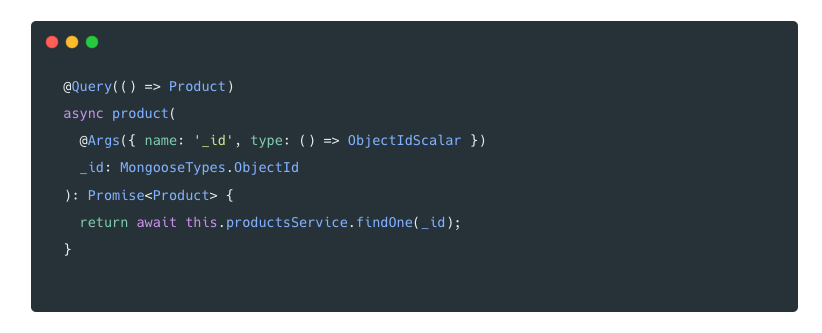 @Query(() => Product)
async product(
  @Args({ name: '_id', type: () => ObjectIdScalar })
  _id: MongooseTypes.ObjectId
): Promise<Product> {
  return await this.productsService.findOne(_id);
}